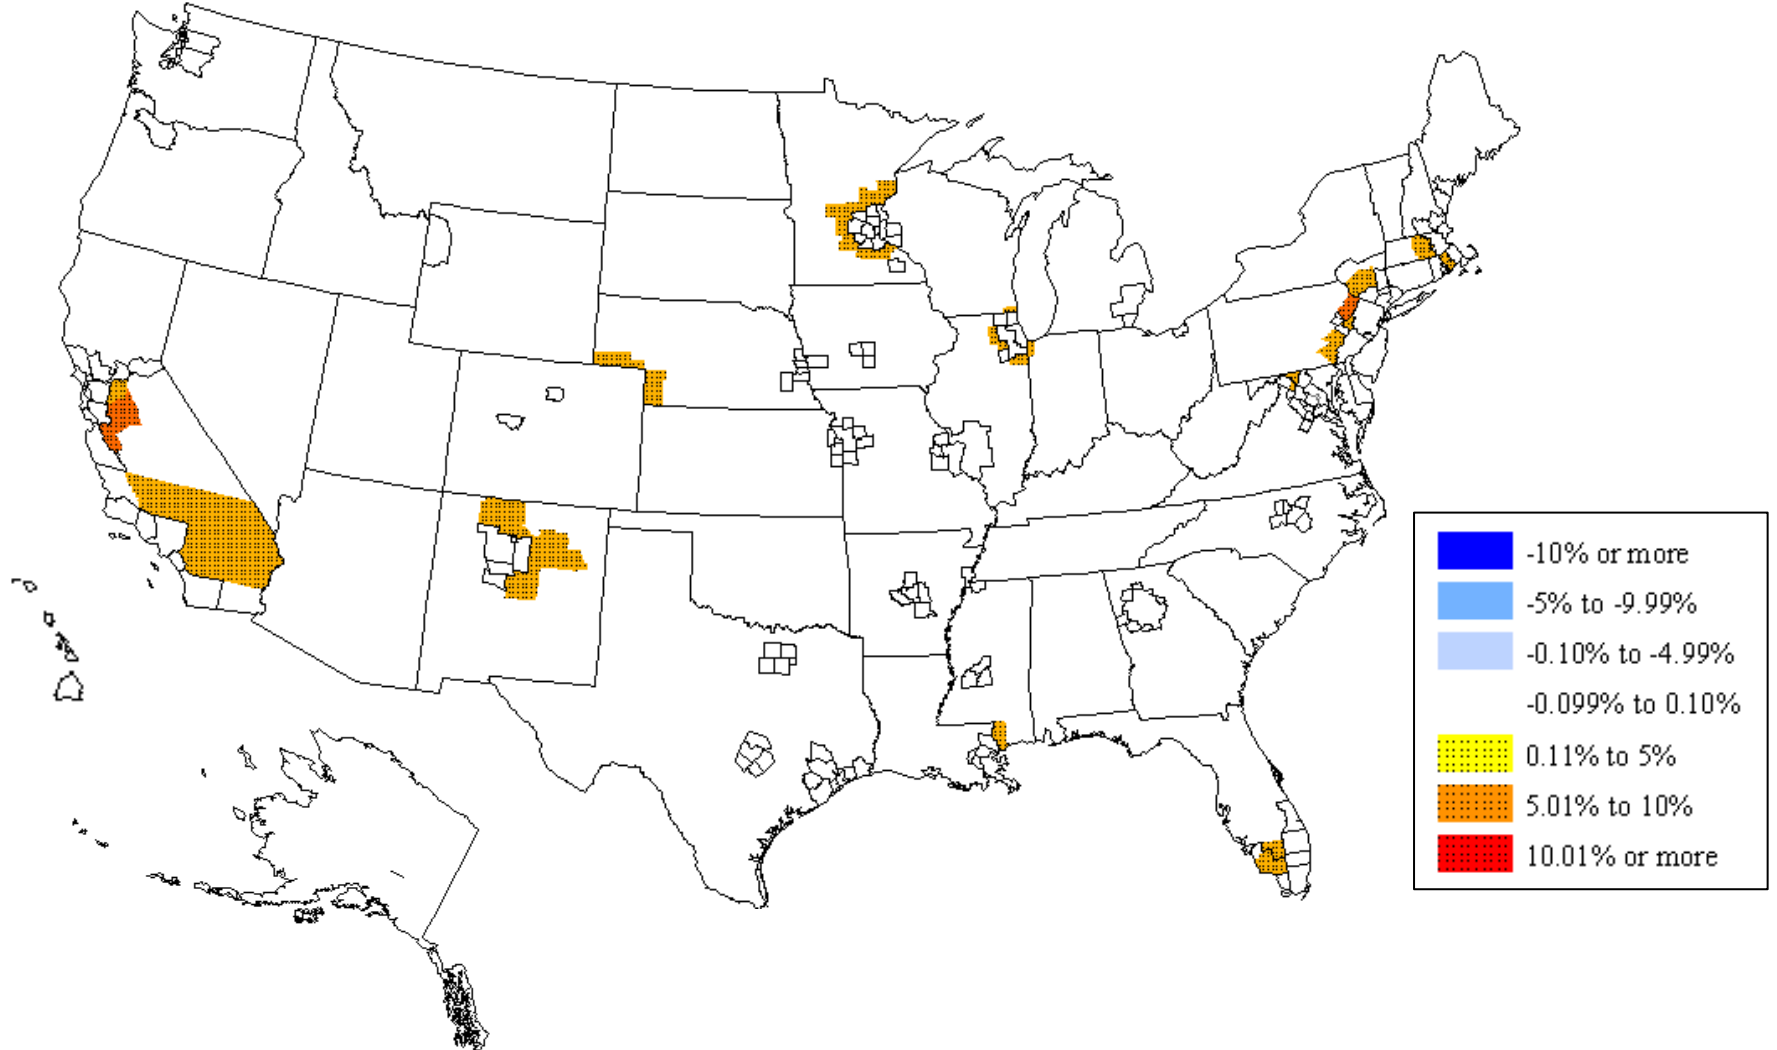 -10% or more
-5% to -9.99%
-0.10% to -4.99%
-0.099% to 0.10%
0.11% to 5%
5.01% to 10%
10.01% or more